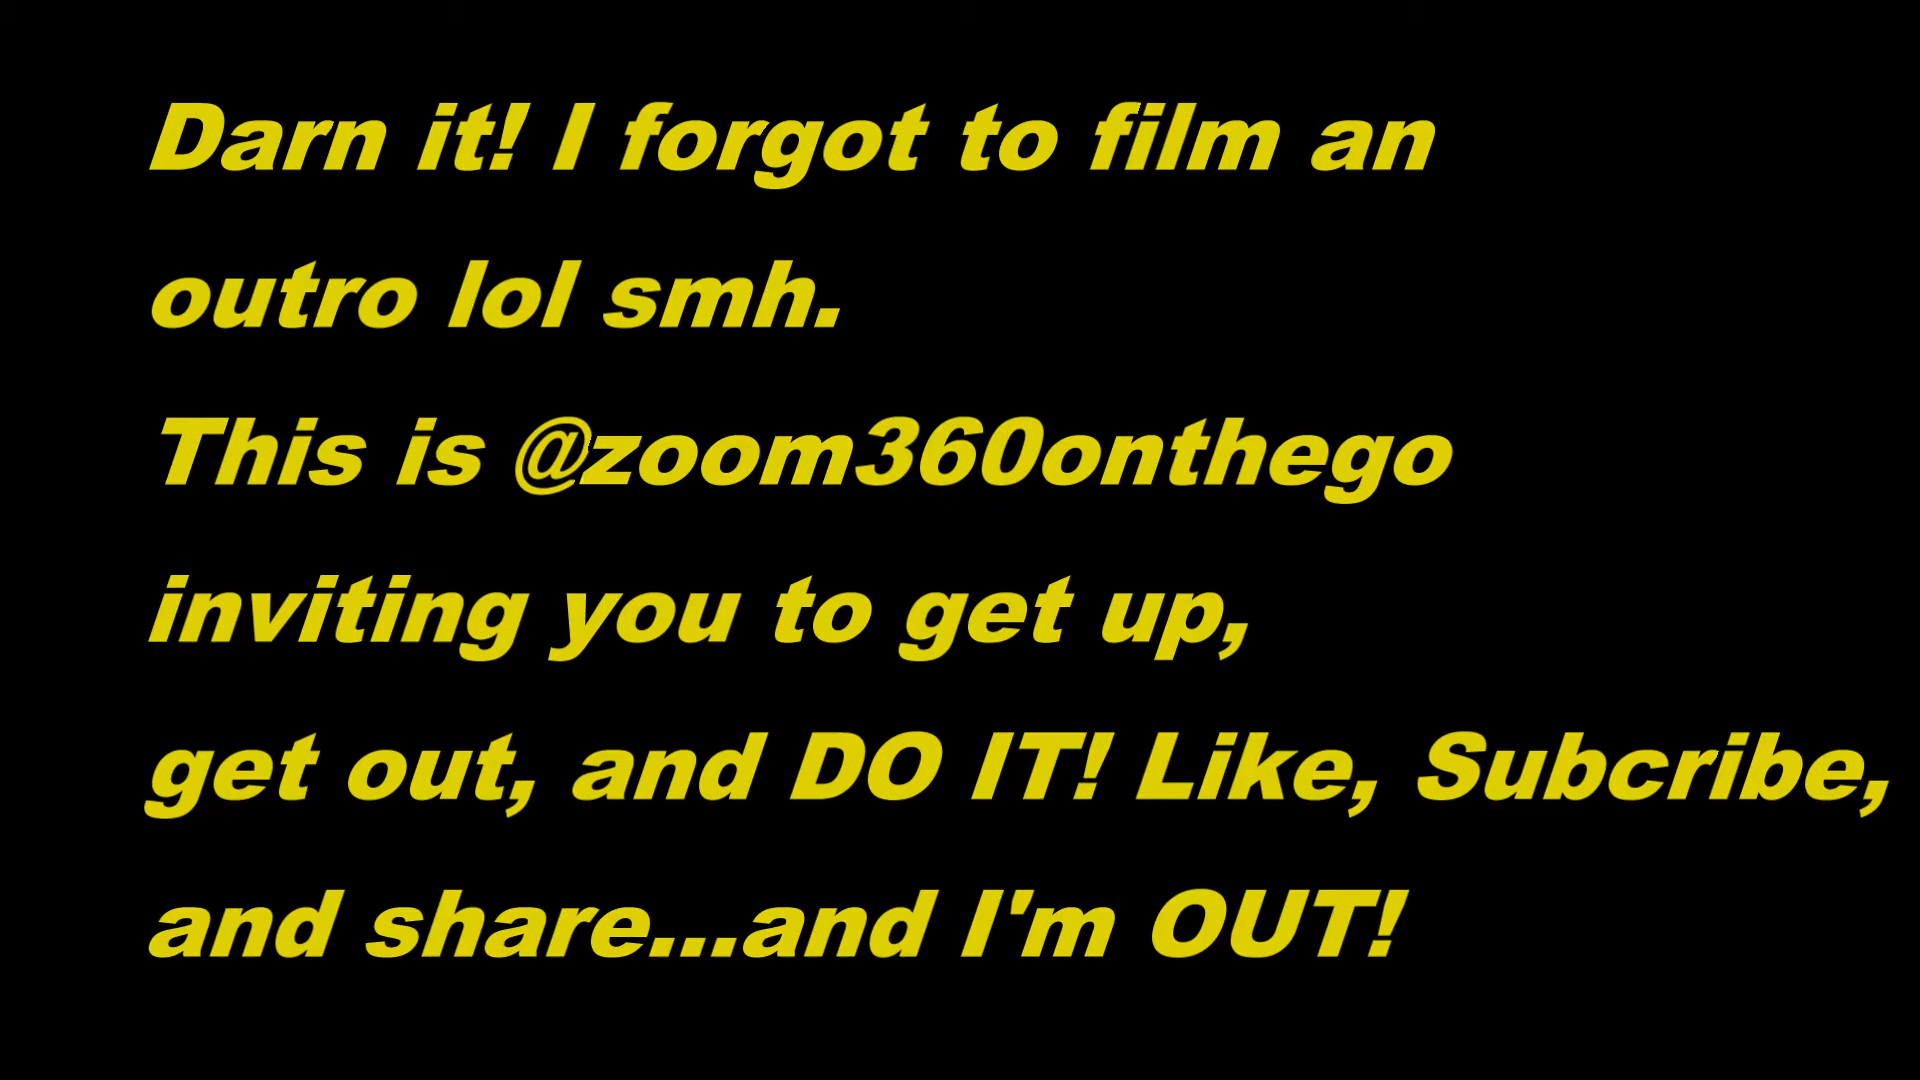 Darn it! I forgot to film an
outro lol smh.
This is @zoom360onthego
inviting you to get up,
get out, and DO IT! Like, Subcribe,
and share...and I'm OUT!